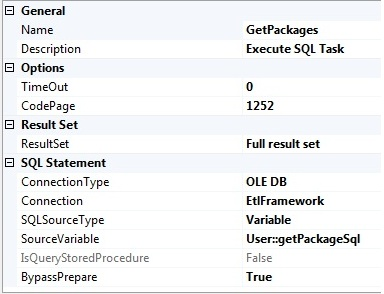 General
Name GetPackages
Description Execute SQL Task
Options
TimeOut 0
CodePage 1252
Result Set
ResultSet Full result set
SQL Statement
ConnectionType OLE DB
Connection EtlFramework
SQLSourceType Variable
SourceVariable User::getPackageSql
IsQueryStoredProcedure False
BypassPrepare True